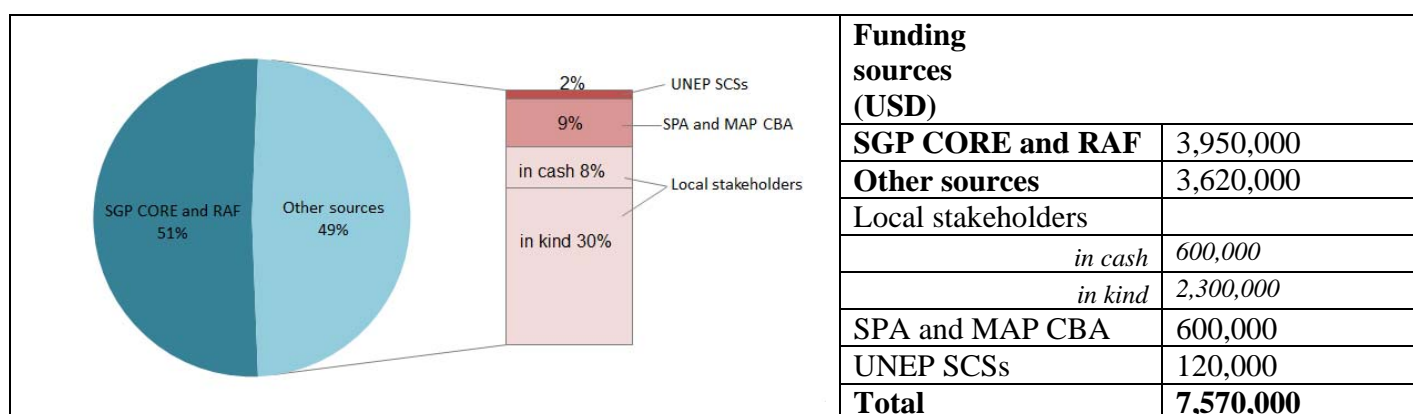 2%
UNEP SCSs
9%
SPA and MAP CBA
in cash 8%
Local stakeholders
in kind 30%
SGP CORE and RAF
51%
Other sources
49%
Funding
sources
(USD)
SGP CORE and RAF 3,950,000
Other sources 3,620,000
Local stakeholders
in cash 600,000
in kind 2,300,000
SPA and MAP CBA 600,000
UNEP SCSs 120,000
Total 7,570,000